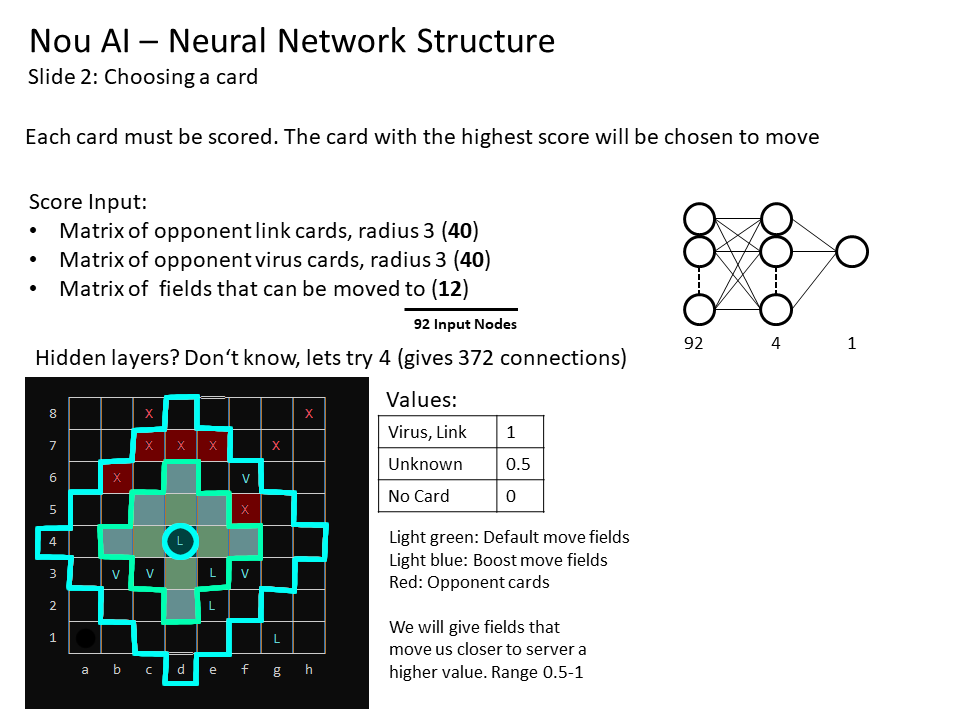 Nou AI – Neural Network Structure
Slide 2: Choosing a card
Each card must be scored. The card with the highest score will be chosen to move
Score Input:
• Matrix of opponent link cards, radius 3 (40)
• Matrix of opponent virus cards, radius 3 (40)
• Matrix of fields that can be moved to (12)
92 Input Nodes
92 4 1
Hidden layers? Don‘t know, lets try 4 (gives 372 connections)
8 X X
7 X X X X
6 X V
5 X
4 L
3 V V L V
2 L
1 L
a b c d e f g h
Values:
Virus, Link 1
Unknown 0.5
No Card 0
Light green: Default move fields
Light blue: Boost move fields
Red: Opponent cards
We will give fields that
move us closer to server a
higher value. Range 0.5-1